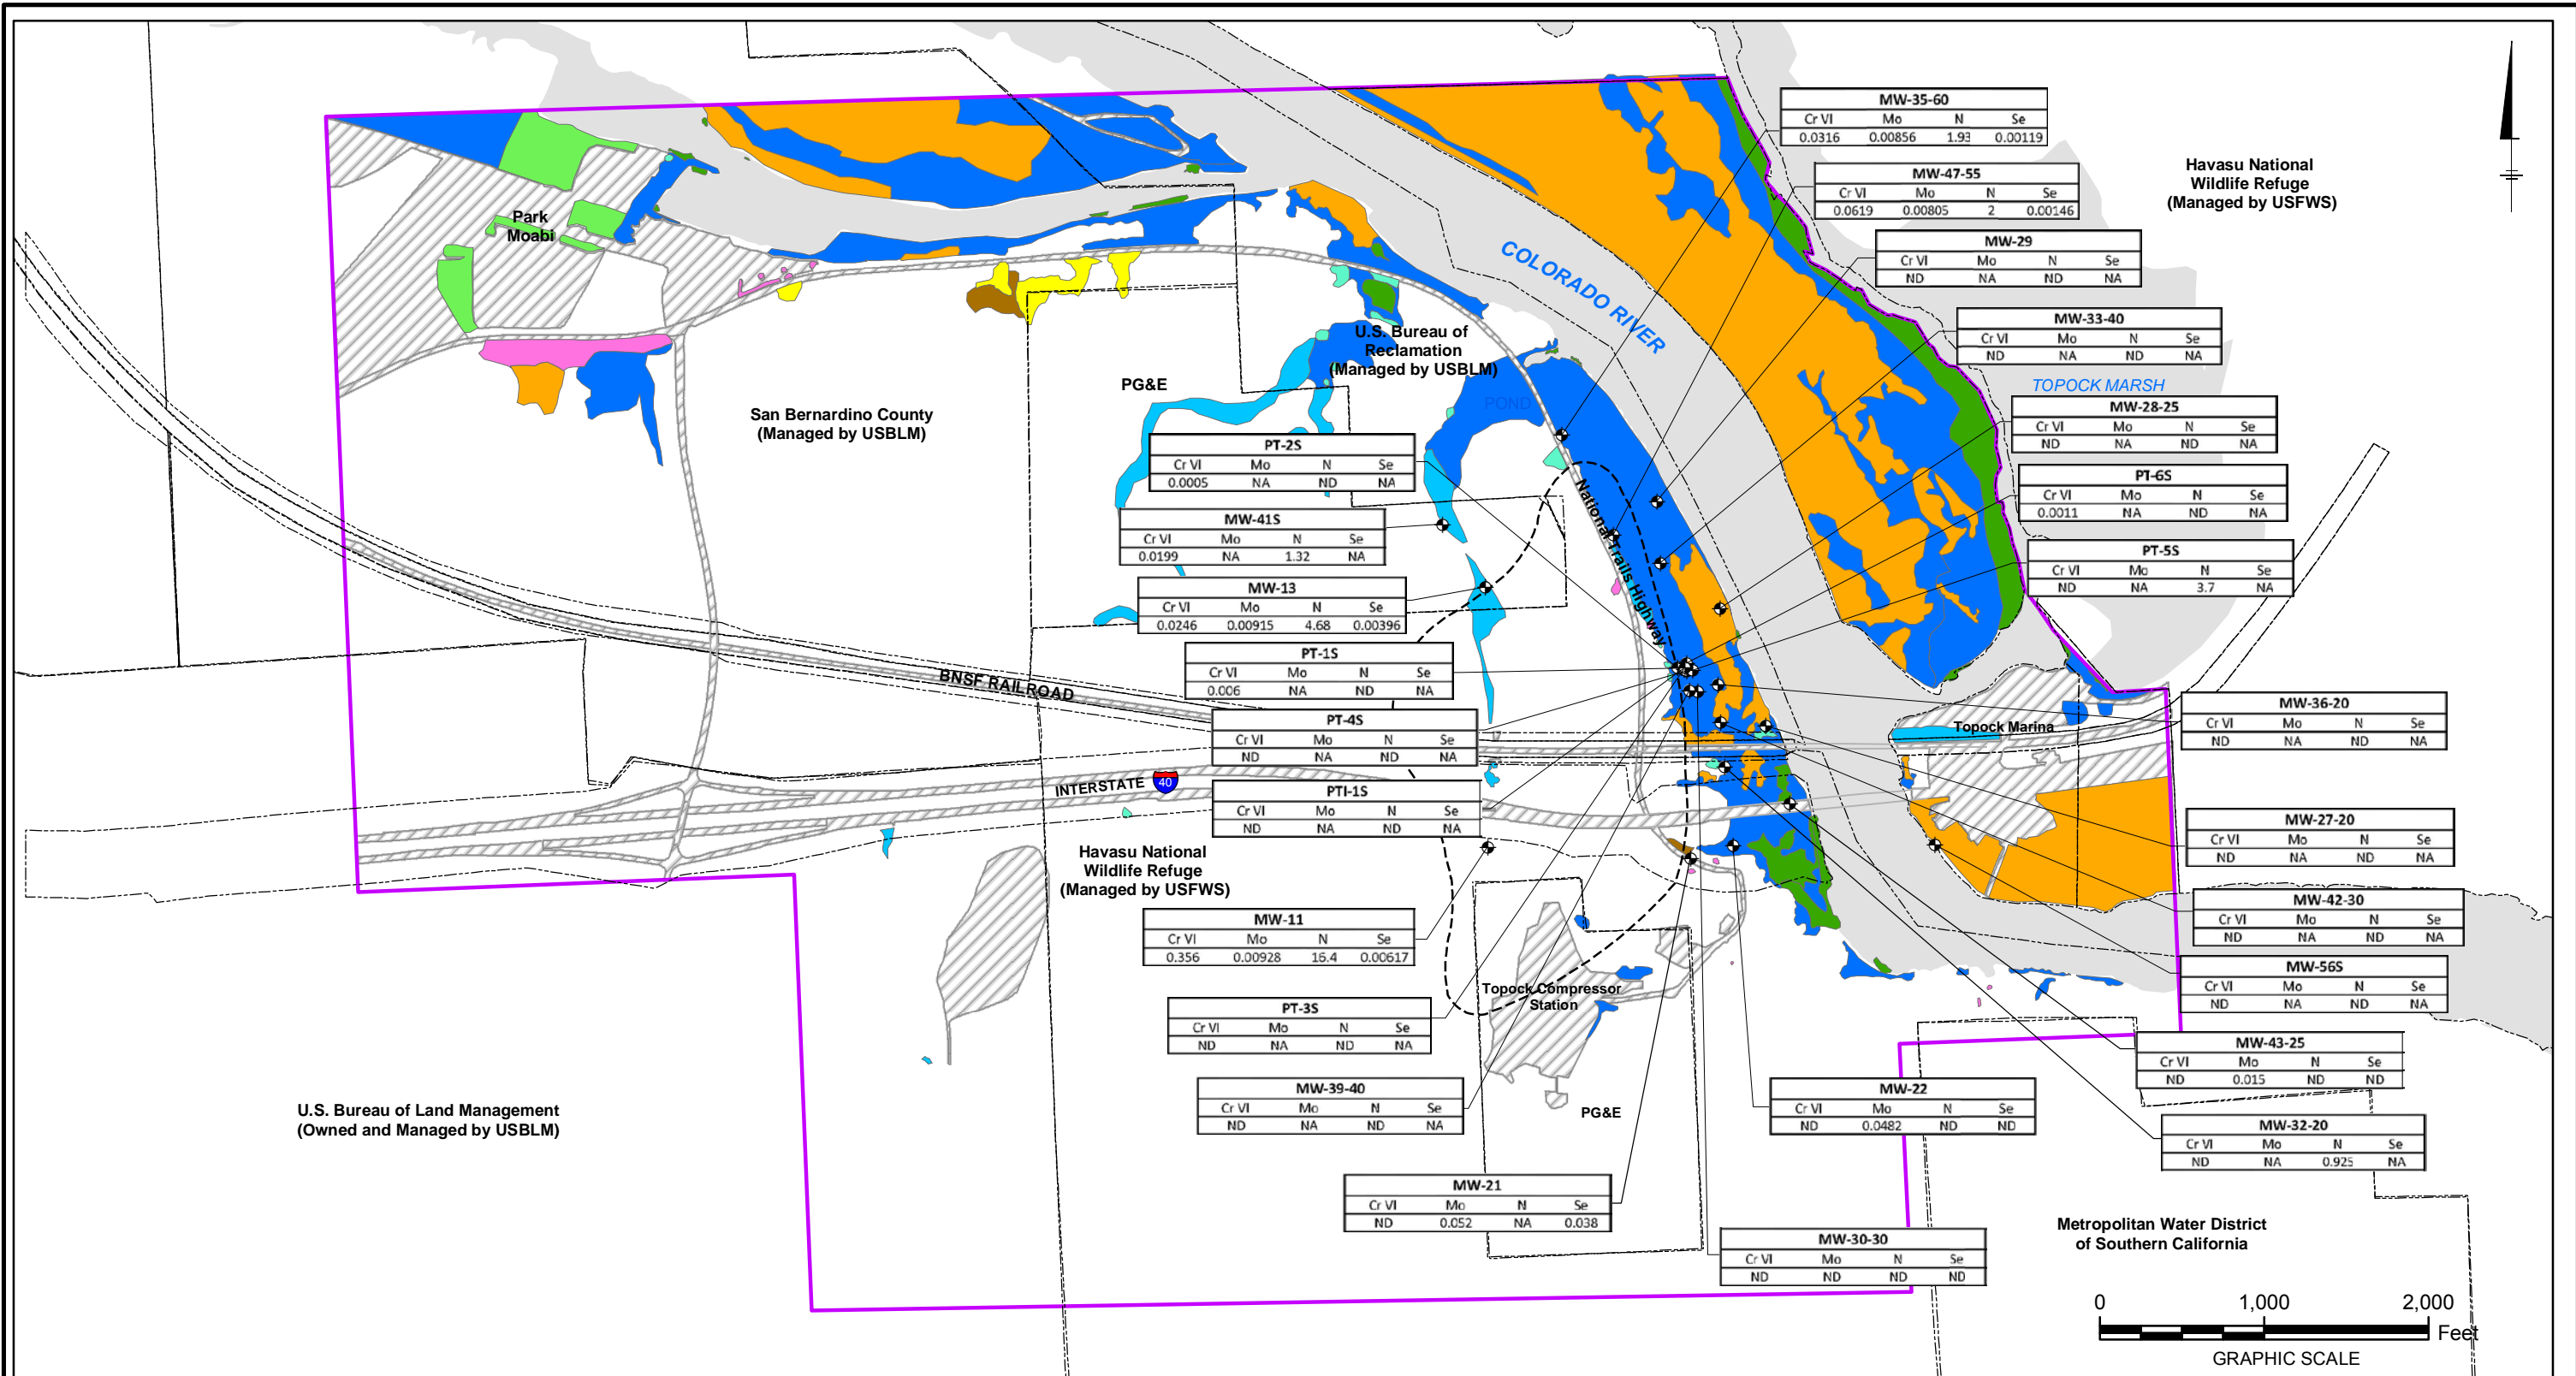 MW-35-60
Cr VI Mo N Se
0.0316 0.00856 1.93 0.00119
MW-47-55
Cr VI Mo N Se
0.0619 0.00805 2 0.00146
Havasu National
Wildlife Refuge
(Managed by USFWS)
Park
Moabi
MW-29
Cr VI Mo N Se
ND NA ND NA
COLORADO RIVER
MW-33-40
Cr VI Mo N Se
ND NA ND NA
U.S. Bureau of
Reclamation
(Managed by USBLM)
PG&E
TOPOCK MARSH
POND
San Bernardino County
(Managed by USBLM)
MW-28-25
Cr VI Mo N Se
ND NA ND NA
PT-2S
Cr VI Mo N Se
0.0005 NA ND NA
PT-6S
Cr VI Mo N Se
0.0011 NA ND NA
National Trails Highway
MW-41S
Cr VI Mo N Se
0.0199 NA 1.32 NA
PT-5S
Cr VI Mo N Se
ND NA 3.7 NA
MW-13
Cr VI Mo N Se
0.0246 0.00915 4.68 0.00396
PT-1S
Cr VI Mo N Se
0.006 NA ND NA
BNSF RAILROAD
MW-36-20
Cr VI Mo N Se
ND NA ND NA
PT-4S
Cr VI Mo N Se
ND NA ND NA
Topock Marina
INTERSTATE 40
PTI-1S
Cr VI Mo N Se
ND NA ND NA
MW-27-20
Cr VI Mo N Se
ND NA ND NA
Havasu National
Wildlife Refuge
(Managed by USFWS)
MW-42-30
Cr VI Mo N Se
ND NA ND NA
MW-11
Cr VI Mo N Se
0.356 0.00928 16.4 0.00617
MW-56S
Cr VI Mo N Se
ND NA ND NA
Topock Compressor
Station
PT-3S
Cr VI Mo N Se
ND NA ND NA
MW-43-25
Cr VI Mo N Se
ND 0.015 ND ND
MW-39-40
Cr VI Mo N Se
ND NA ND NA
PG&E
MW-22
Cr VI Mo N Se
ND 0.0482 ND ND
U.S. Bureau of Land Management
(Owned and Managed by USBLM)
MW-32-20
Cr VI Mo N Se
ND NA 0.925 NA
MW-21
Cr VI Mo N Se
ND 0.052 NA 0.038
MW-30-30
Cr VI Mo N Se
ND ND ND ND
Metropolitan Water District
of Southern California
0 1,000 2,000
Feet
GRAPHIC SCALE